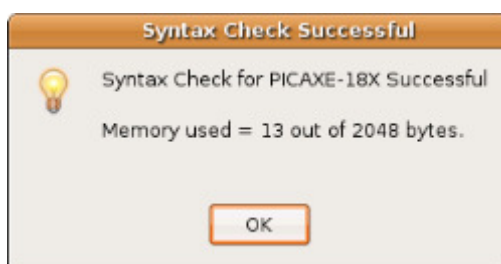 Syntax Check Successful
Syntax Check for PICAXE-18X Successful
Memory used = 13 out of 2048 bytes.
OK